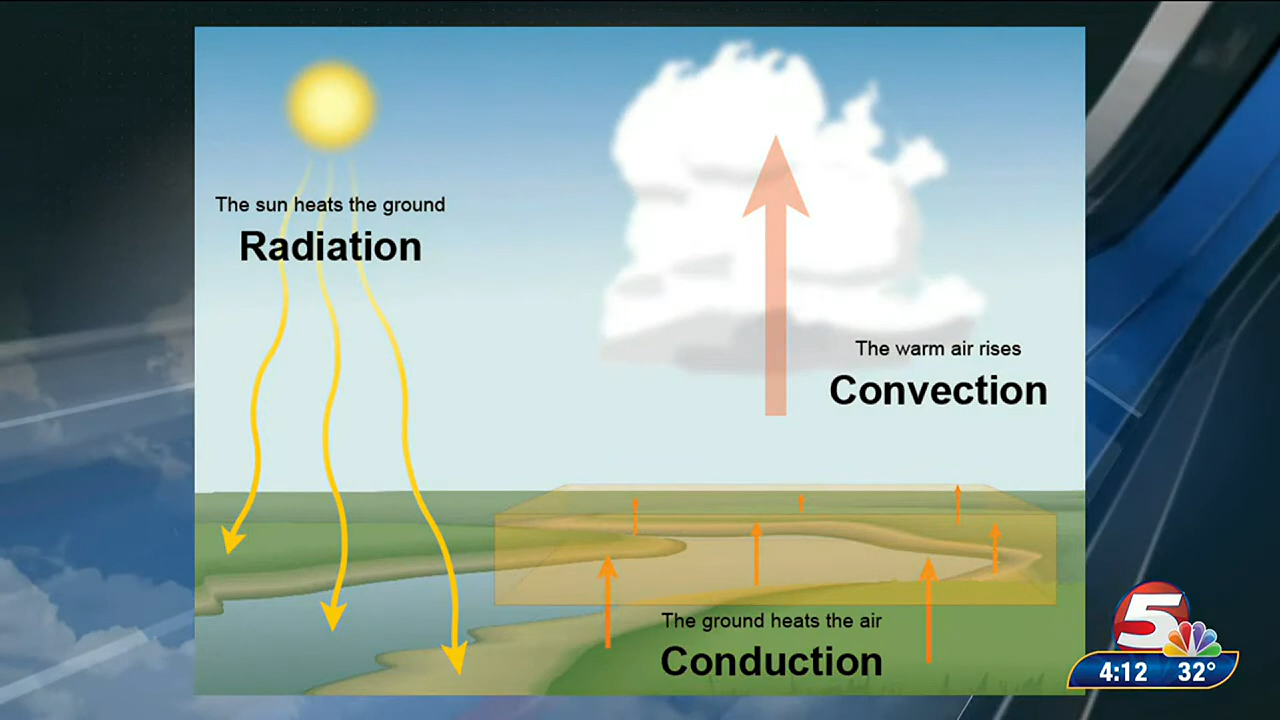 The sun heats the ground
Radiation
The warm air rises
Convection
The ground heats the air
Conduction
5
4:12 32°